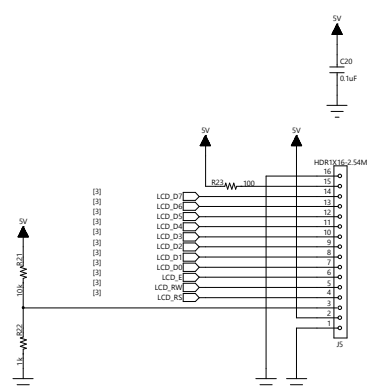 5V
C20
0.1uF
5V
5V
HDR1X16-2.54M
16
R23
100
15
[3]
LCD_D7
14
[3]
LCD_D6
13
[3]
LCD_D5
12
[3]
LCD_D4
11
5V
[3]
LCD_D3
10
[3]
LCD_D2
9
[3]
LCD_D1
8
R21
[3]
LCD_D0
7
[3]
LCD_E
6
[3]
LCD_RW
5
10k
[3]
LCD_RS
4
3
2
R22
1
J5
1k